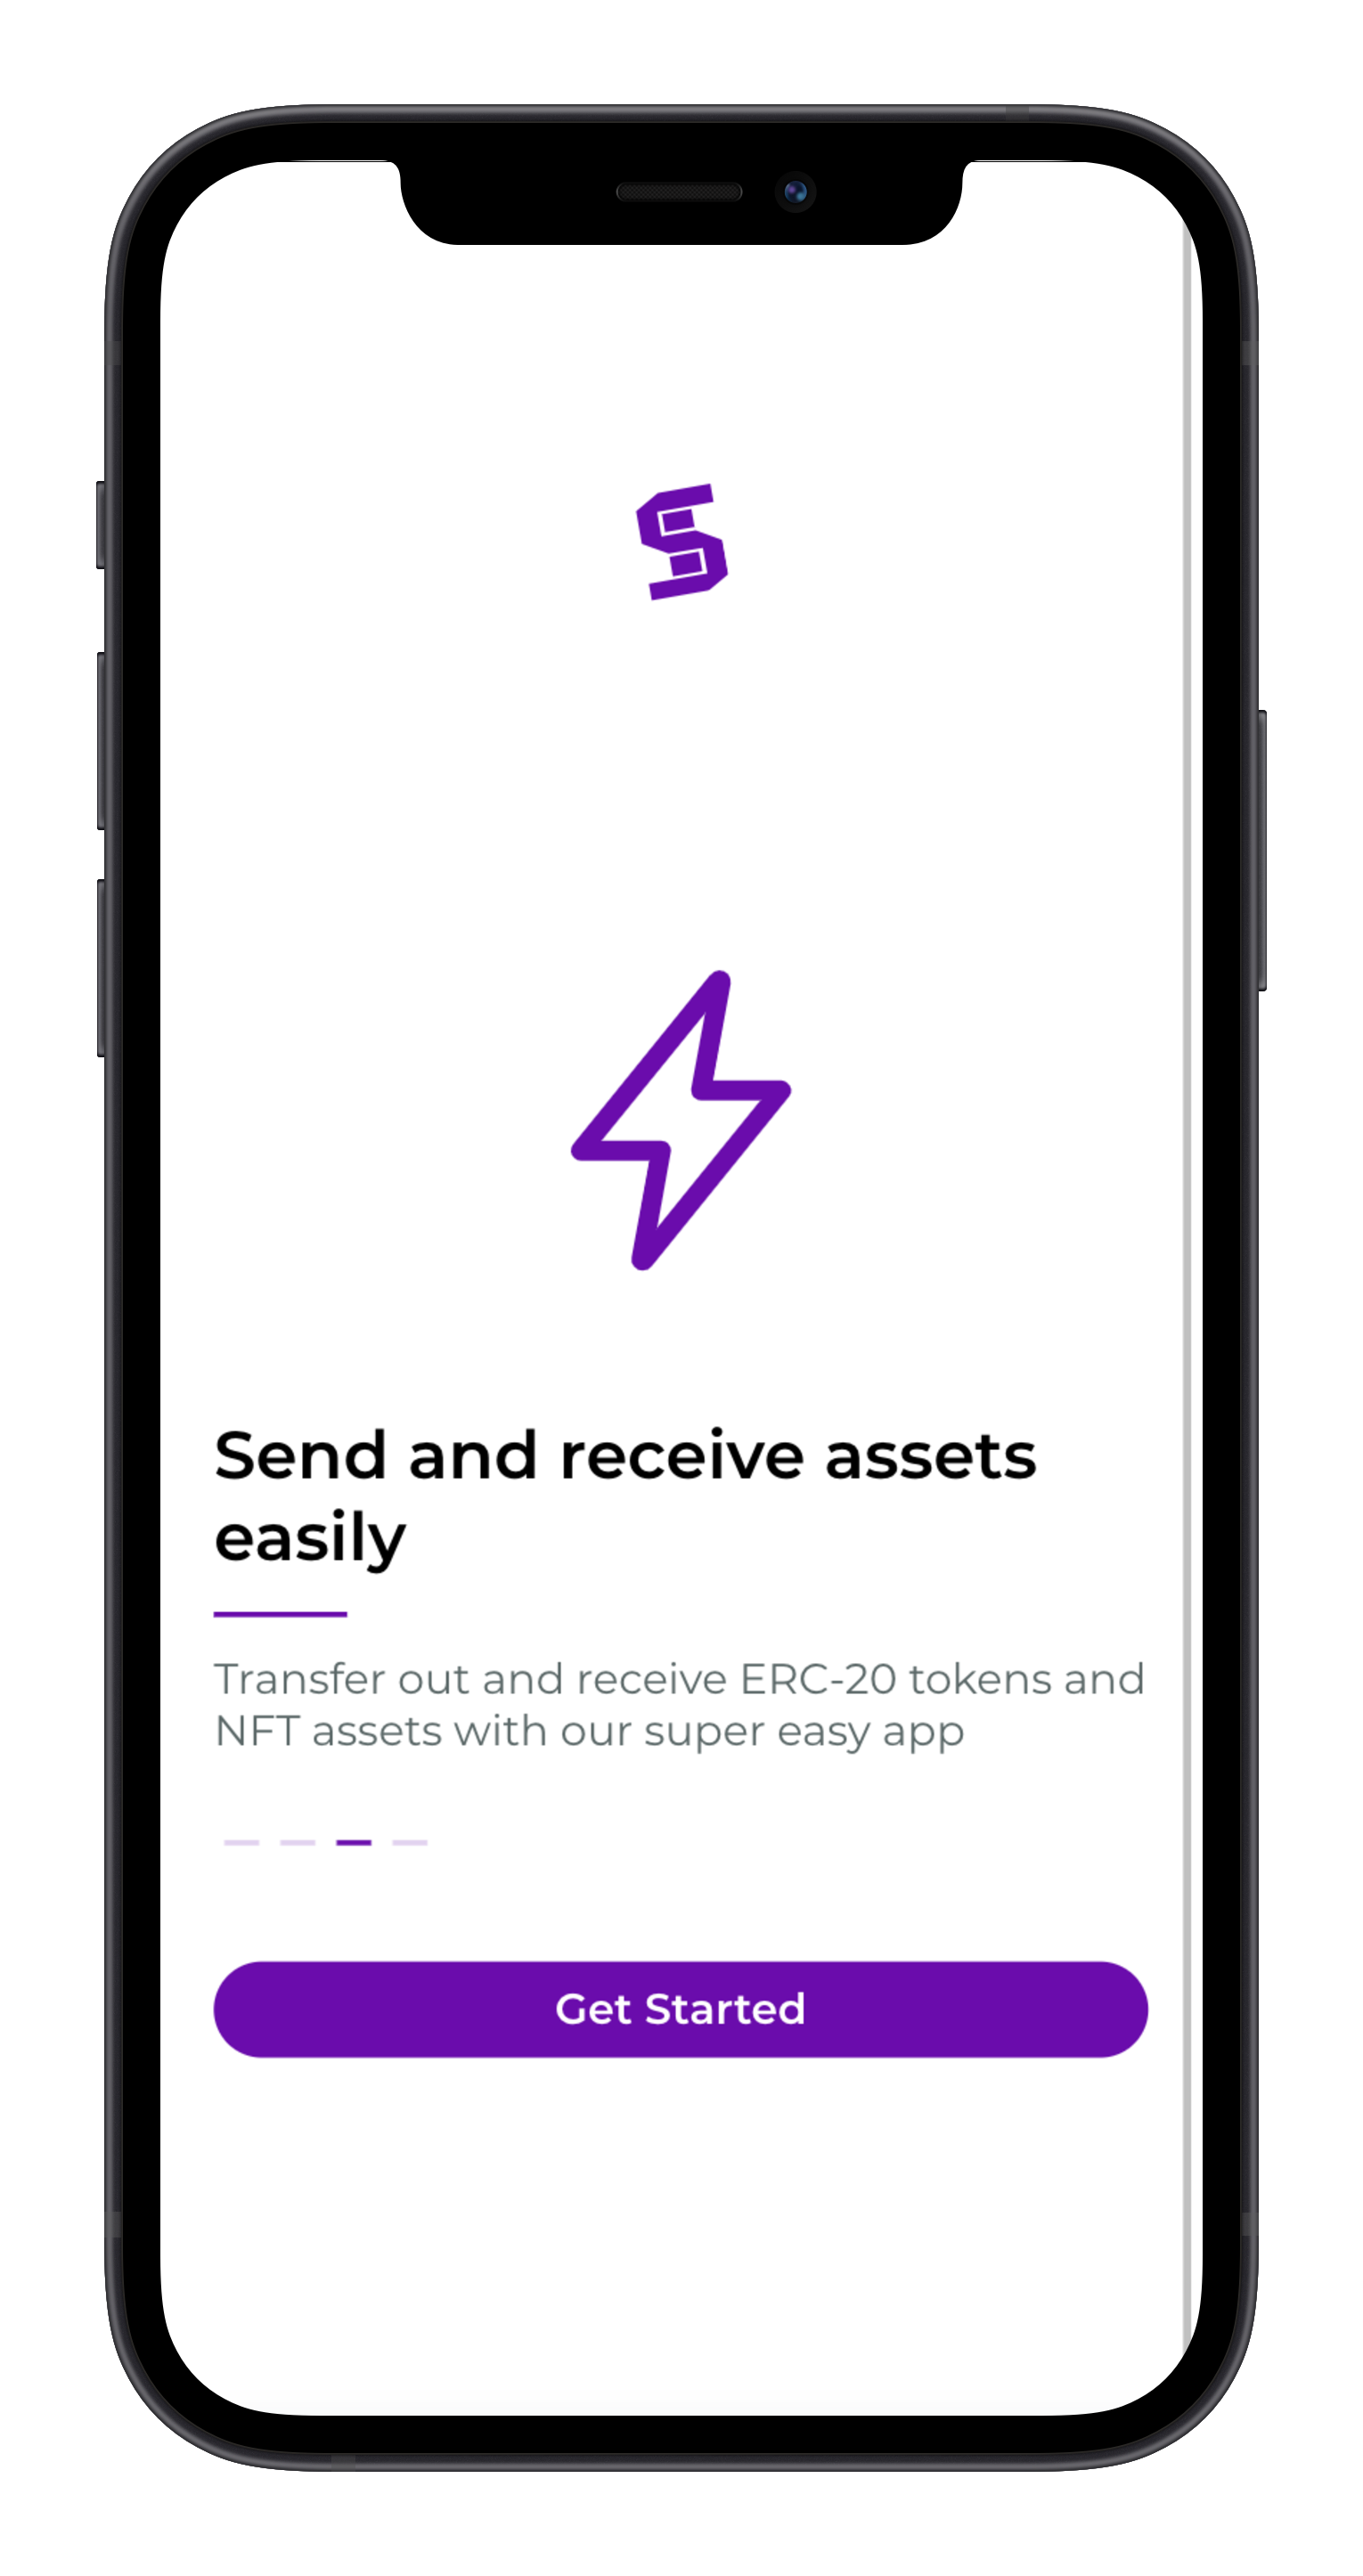 S
Send and receive assets
easily
Transfer out and receive ERC-20 tokens and
NFT assets with our super easy app
Get Started